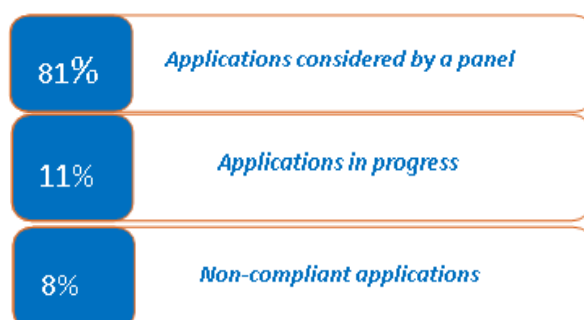 81%
Applications considered by a panel
11%
Applications in progress
8%
Non-compliant applications